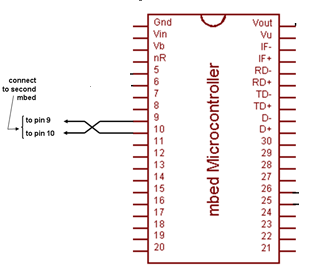 Gnd
Vin
Vb
nR
5
6
7
8
9
10
11
12
13
14
15
16
17
18
19
20
connect
to second
mbed
to pin 9
to pin 10
mbed Microcontroller
Vout
Vu
IF-
IF+
RD-
RD+
TD-
TD+
D-
D+
30
29
28
27
26
25
24
23
22
21